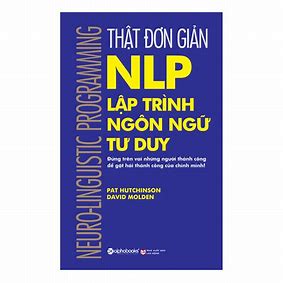 NEURO-LINGUISTIC PROGRAMMING
THẬT ĐƠN GIẢN
NLP
LẬP TRÌNH
NGÔN NGỮ
TƯ DUY
Đứng trên vai những người thành công
để gặt hái thành công của chính mình!
PAT HUTCHINSON
DAVID MOLDEN
alphabooks